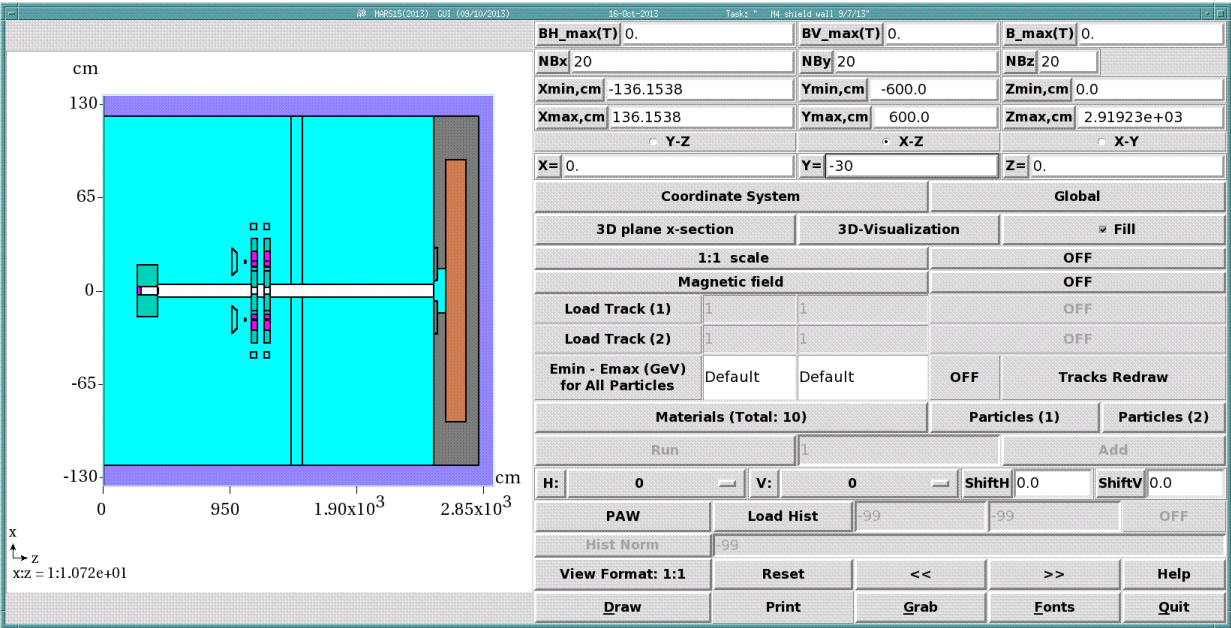 MARS15(2013) GUI (09/10/2013) 16-Oct-2013 Task: " M4 shield wall 9/7/13"
cm
130
65
0
-65
-130
cm
0 950 1.90x10³ 2.85x10³
x
z
x:z = 1:1.072e+01
BH_max(T) 0. BV_max(T) 0. B_max(T) 0.
NBx 20 NBy 20 NBz 20
Xmin,cm -136.1538 Ymin,cm -600.0 Zmin,cm 0.0
Xmax,cm 136.1538 Ymax,cm 600.0 Zmax,cm 2.91923e+03
Y-Z X-Z X-Y
X= 0. Y= -30 Z= 0.
Coordinate System Global
3D plane x-section 3D-Visualization Fill
1:1 scale OFF
Magnetic field OFF
Load Track (1) 1 1 OFF
Load Track (2) 1 1 OFF
Emin - Emax (GeV)
for All Particles Default Default OFF Tracks Redraw
Materials (Total: 10) Particles (1) Particles (2)
Run 1 Add
H: 0 V: 0 ShiftH 0.0 ShiftV 0.0
PAW Load Hist -99 -99 OFF
Hist Norm -99
View Format: 1:1 Reset << >> Help
Draw Print Grab Fonts Quit